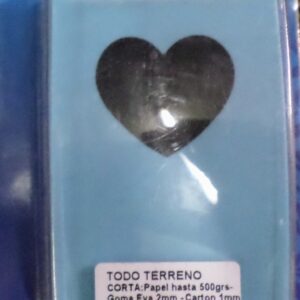 TODO TERRENO
CORTA:Papel hasta 500grs-
Goma Eva 2mm -Carton 1mm